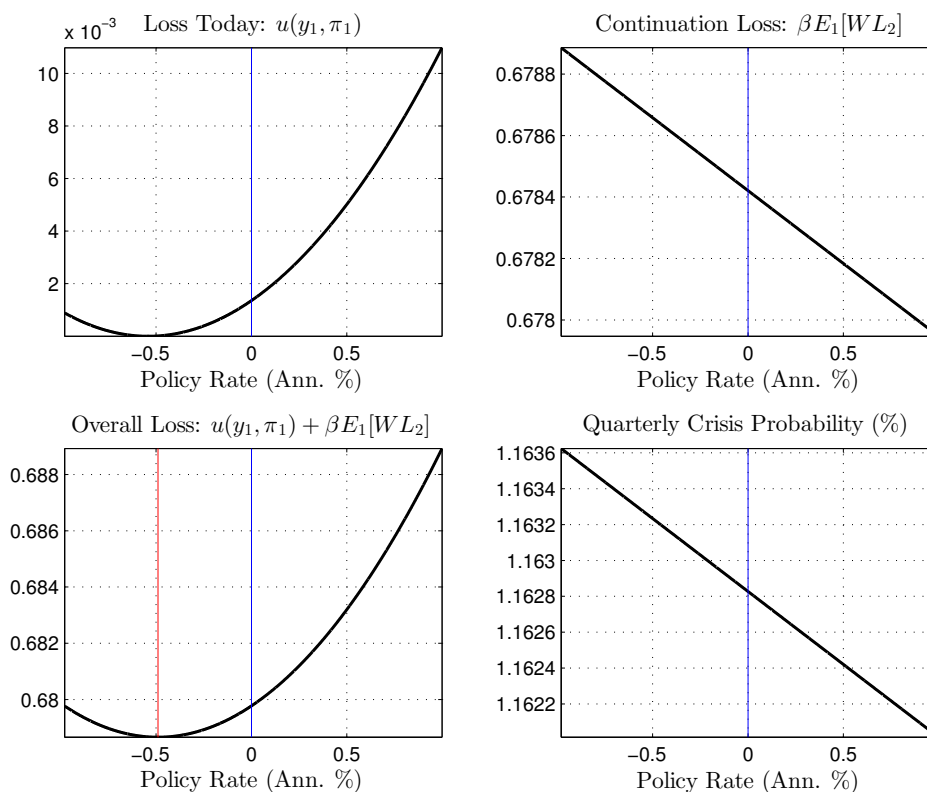 Loss Today: u(y₁, π₁)
x 10⁻³
10
8
6
4
2
−0.5 0 0.5
Policy Rate (Ann. %)
Continuation Loss: βE₁[WL₂]
0.6788
0.6786
0.6784
0.6782
0.678
−0.5 0 0.5
Policy Rate (Ann. %)
Overall Loss: u(y₁, π₁) + βE₁[WL₂]
0.688
0.686
0.684
0.682
0.68
−0.5 0 0.5
Policy Rate (Ann. %)
Quarterly Crisis Probability (%)
1.1636
1.1634
1.1632
1.163
1.1628
1.1626
1.1624
1.1622
−0.5 0 0.5
Policy Rate (Ann. %)